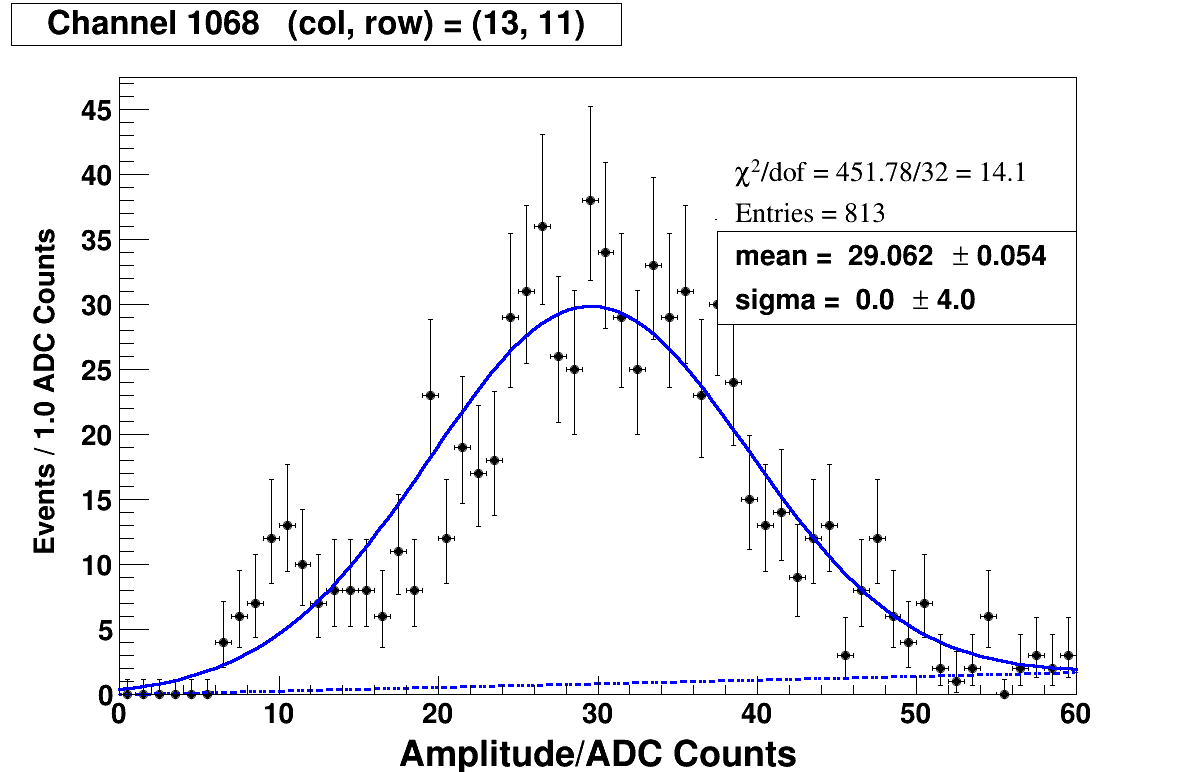 Channel 1068 (col, row) = (13, 11)
45
40
35
30
25
20
15
10
5
0
Events / 1.0 ADC Counts
χ²/dof = 451.78/32 = 14.1
Entries = 813
mean = 29.062 ± 0.054
sigma = 0.0 ± 4.0
0 10 20 30 40 50 60
Amplitude/ADC Counts